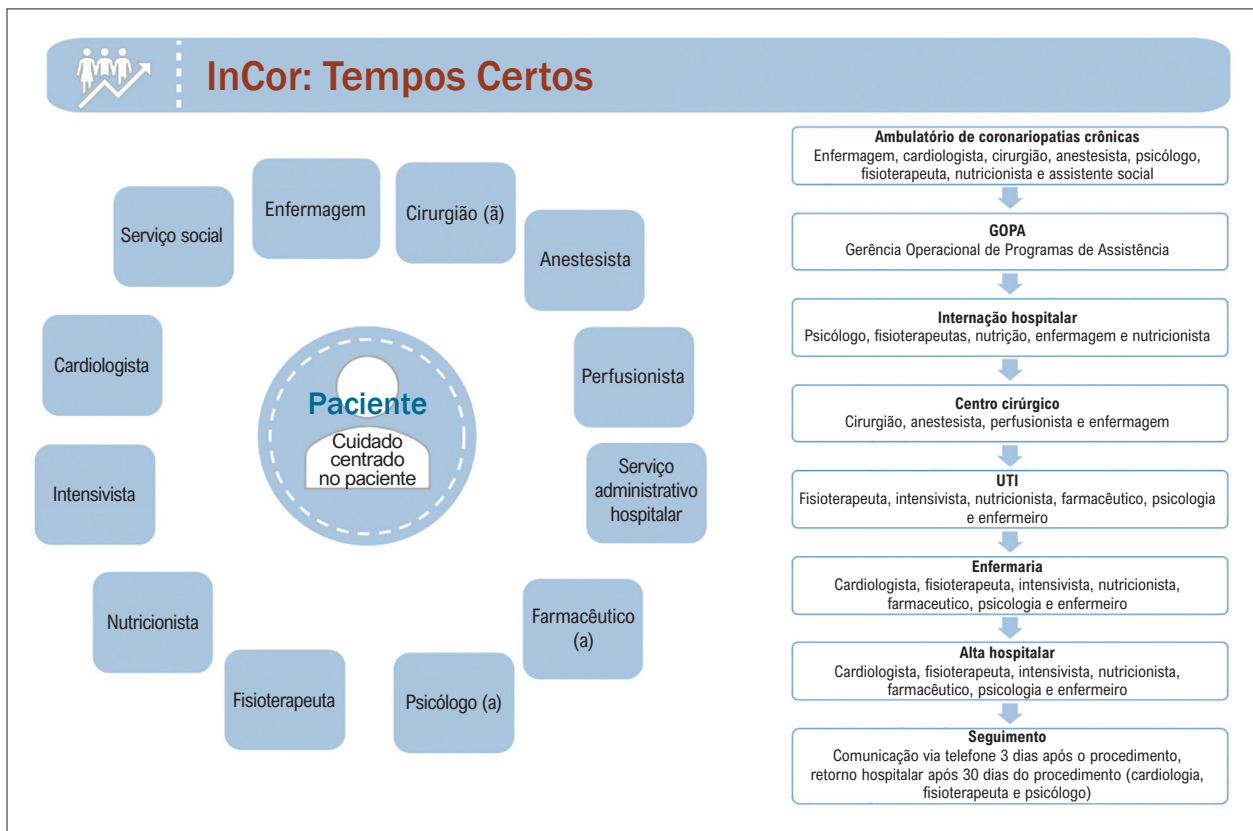 InCor: Tempos Certos
Enfermagem
Cirurgião (ã)
Serviço social
Anestesista
Cardiologista
Perfusionista
Paciente
Cuidado
centrado
no paciente
Intensivista
Serviço
administrativo
hospitalar
Nutricionista
Farmacêutico
(a)
Fisioterapeuta
Psicólogo (a)
Ambulatório de coronariopatias crônicas
Enfermagem, cardiologista, cirurgião, anestesista, psicólogo,
fisioterapeuta, nutricionista e assistente social
GOPA
Gerência Operacional de Programas de Assistência
Internação hospitalar
Psicólogo, fisioterapeutas, nutrição, enfermagem e nutricionista
Centro cirúrgico
Cirurgião, anestesista, perfusionista e enfermagem
UTI
Fisioterapeuta, intensivista, nutricionista, farmacêutico, psicologia
e enfermeiro
Enfermaria
Cardiologista, fisioterapeuta, intensivista, nutricionista,
farmaceutico, psicologia e enfermeiro
Alta hospitalar
Cardiologista, fisioterapeuta, intensivista, nutricionista,
farmacêutico, psicologia e enfermeiro
Seguimento
Comunicação via telefone 3 dias após o procedimento,
retorno hospitalar após 30 dias do procedimento (cardiologia,
fisioterapeuta e psicólogo)